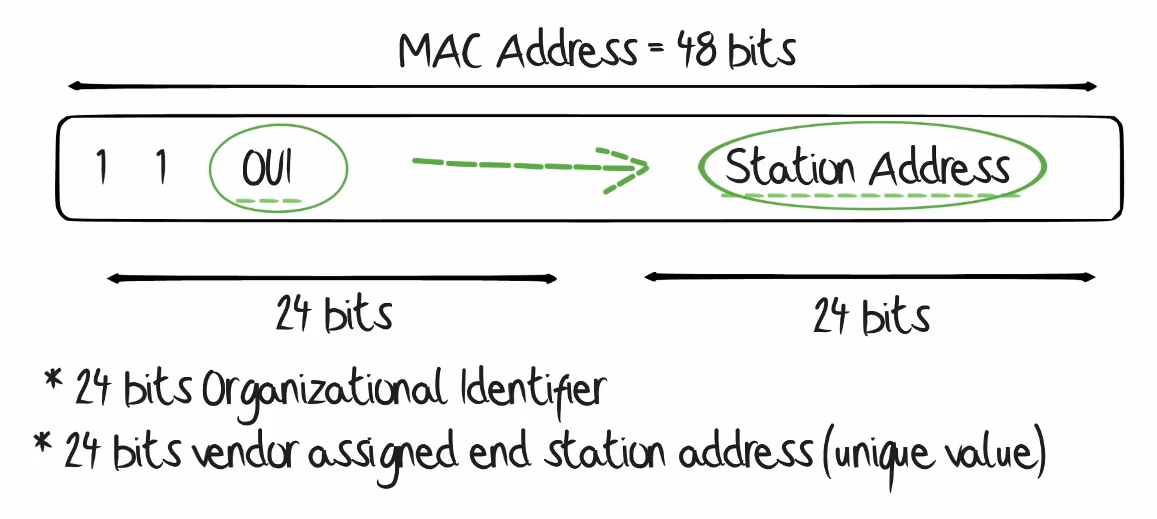 MAC Address = 48 bits
1 1 OUI Station Address
24 bits 24 bits
* 24 bits Organizational Identifier
* 24 bits vendor assigned end station address (unique value)